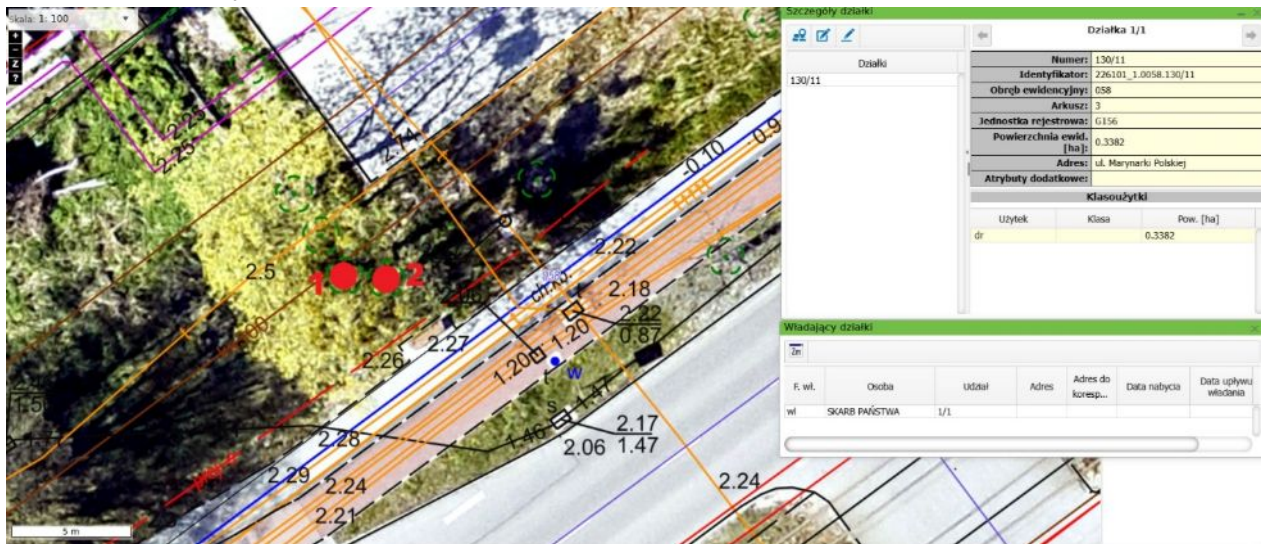 Skala: 1: 100
+
-
Z
?
2.25
2.25
2.74
-0.10
-0.9
2.5
1
2
2.22
ch.kb.
2.18
2.22
0.87
2.27
2.26
1.20
1.20
w
t
s
1.47
1.46
2.17
2.06
1.47
2.28
2.29
2.24
2.21
2.24
5 m
Szczegóły działki
Działki
130/11
Działka 1/1
Numer: 130/11
Identyfikator: 226101_1.0058.130/11
Obręb ewidencyjny: 058
Arkusz: 3
Jednostka rejestrowa: G156
Powierzchnia ewid. [ha]: 0.3382
Adres: ul. Marynarki Polskiej
Atrybuty dodatkowe:
Klasoużytki
Użytek Klasa Pow. [ha]
dr 0.3382
Władający działki
Zm
F. wł. Osoba Udział Adres Adres do koresp... Data nabycia Data upływu władania
wł SKARB PAŃSTWA 1/1